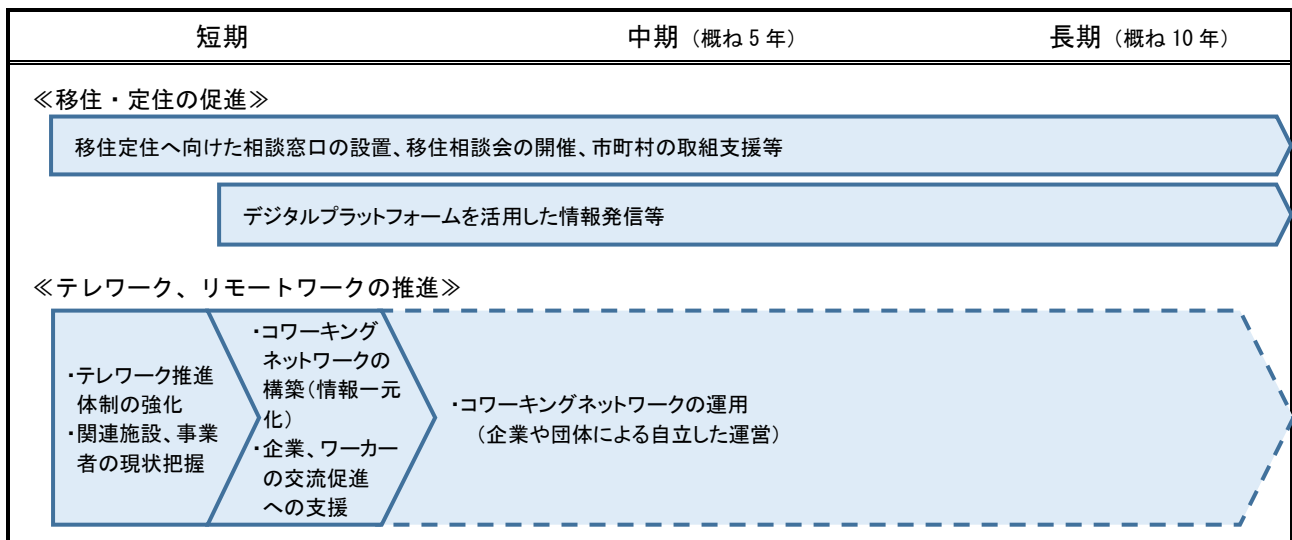 短期 中期（概ね5年） 長期（概ね10年）
≪移住・定住の促進≫
移住定住へ向けた相談窓口の設置、移住相談会の開催、市町村の取組支援等
デジタルプラットフォームを活用した情報発信等
≪テレワーク、リモートワークの推進≫
・テレワーク推進
体制の強化
・関連施設、事業
者の現状把握
・コワーキング
ネットワークの
構築（情報一元
化）
・企業、ワーカー
の交流促進
への支援
・コワーキングネットワークの運用
（企業や団体による自立した運営）